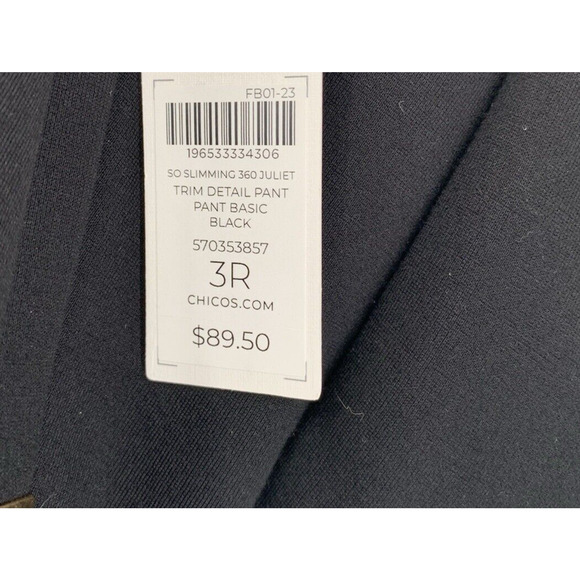 FB01-23
196533334306
SO SLIMMING 360 JULIET
TRIM DETAIL PANT
PANT BASIC
BLACK
570353857
3R
CHICOS.COM
$89.50